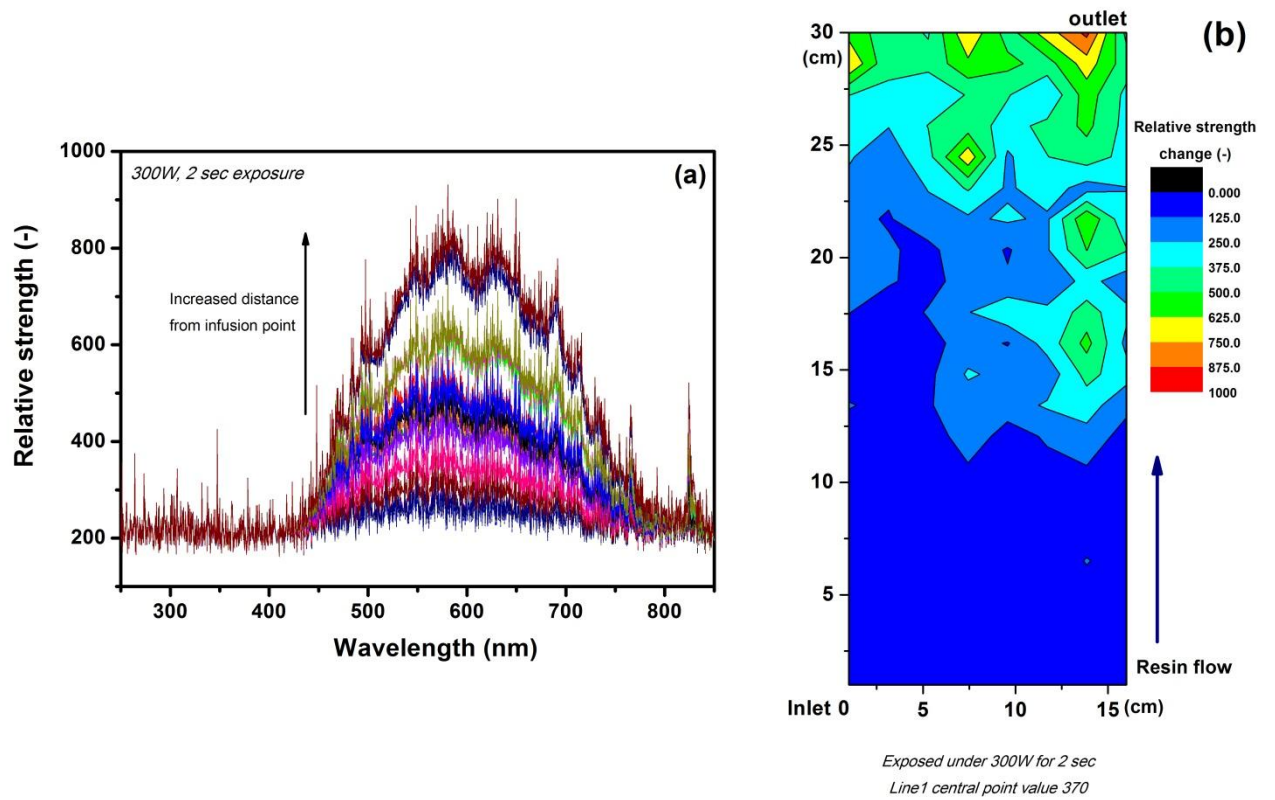 300W, 2 sec exposure
(a)
Increased distance
from infusion point
Relative strength (-)
1000
800
600
400
200
300 400 500 600 700 800
Wavelength (nm)
outlet
(b)
30
(cm)
25
20
15
10
5
Inlet 0 5 10 15 (cm)
Relative strength
change (-)
0.000
125.0
250.0
375.0
500.0
625.0
750.0
875.0
1000
Resin flow
Exposed under 300W for 2 sec
Line1 central point value 370